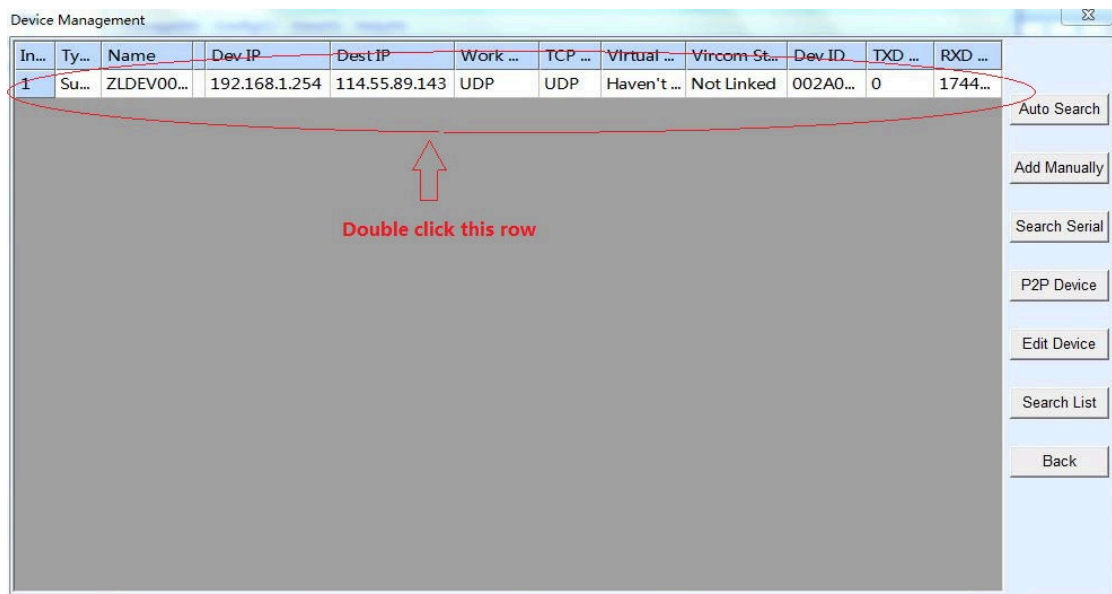 Device Management
In... Ty... Name Dev IP Dest IP Work ... TCP ... VIrtual ... Vircom St... Dev ID TXD ... RXD ...
1 Su... ZLDEV00... 192.168.1.254 114.55.89.143 UDP UDP Haven't ... Not Linked 002A0... 0 1744...
Auto Search
Add Manually
Double click this row
Search Serial
P2P Device
Edit Device
Search List
Back